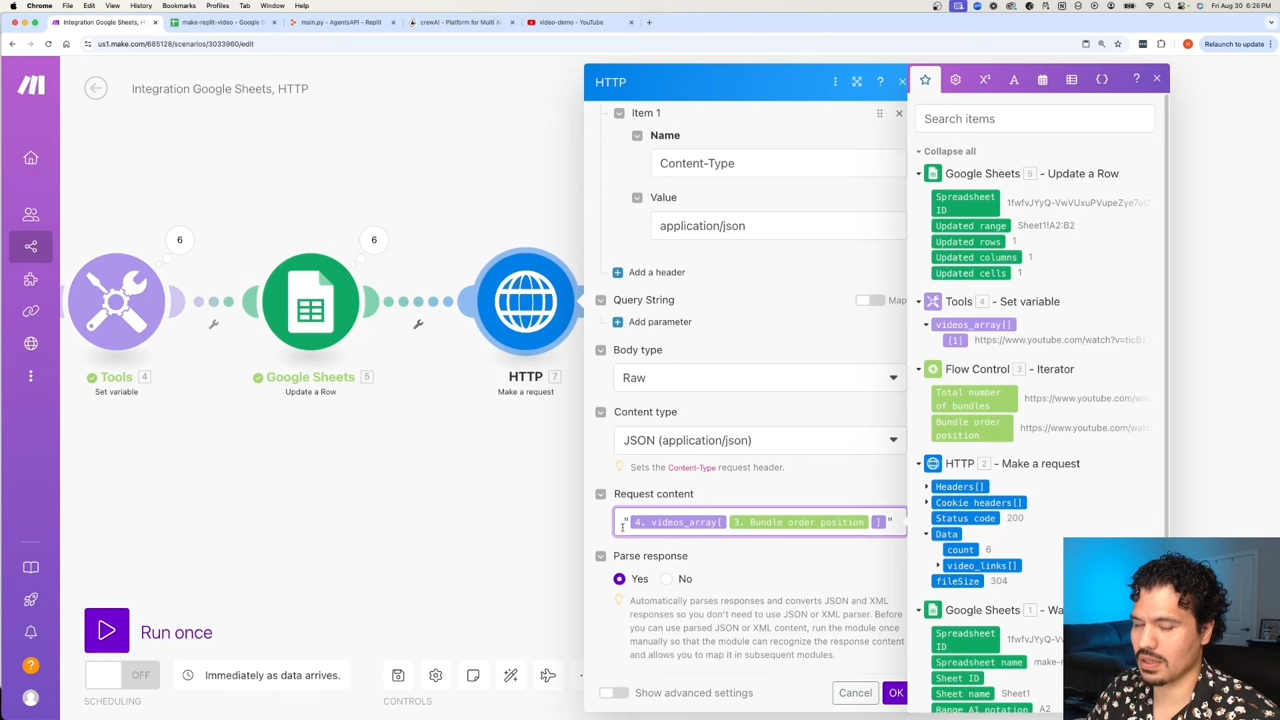 Chrome File Edit View History Bookmarks Profiles Tab Window Help Fri Aug 30 6:26 PM
Integration Google Sheets, HTTP make-replit-video - Google S main.py - AgentsAPI - Replit crewAI - Platform for Multi A video-demo - YouTube
us1.make.com/685128/scenarios/3033960/edit Relaunch to update
Integration Google Sheets, HTTP
HTTP
Item 1
Name
Content-Type
Value
application/json
Add a header
Query String
Map
Add parameter
Body type
Raw
Content type
JSON (application/json)
Sets the Content-Type request header.
Request content
" 4. videos_array[ 3. Bundle order position ] "
Parse response
Yes No
Automatically parses responses and converts JSON and XML
responses so you don't need to use JSON or XML parser. Before
you can use parsed JSON or XML content, run the module once
manually so that the module can recognize the response content
and allows you to map it in subsequent modules.
Show advanced settings
Cancel OK
6
6
Tools 4
Set variable
Google Sheets 5
Update a Row
HTTP 7
Make a request
Run once
OFF
Immediately as data arrives.
SCHEDULING
CONTROLS
Search items
Collapse all
Google Sheets 5 - Update a Row
Spreadsheet
ID
Updated range Sheet1!A2:B2
Updated rows 1
Updated columns 1
Updated cells 1
Tools 4 - Set variable
videos_array[]
[1] https://www.youtube.com/watch?v=ticBz
Flow Control 3 - Iterator
Total number
of bundles https://www.youtube.com/wa
Bundle order
position https://www.youtube.com/wa
HTTP 2 - Make a request
Headers[]
Cookie headers[]
Status code 200
Data
count 6
video_links[]
fileSize 304
Google Sheets 1 - Wa
Spreadsheet
ID 1fwfvJY
Spreadsheet name make-r
Sheet ID
Sheet name Sheet1
Range A1 notation A2